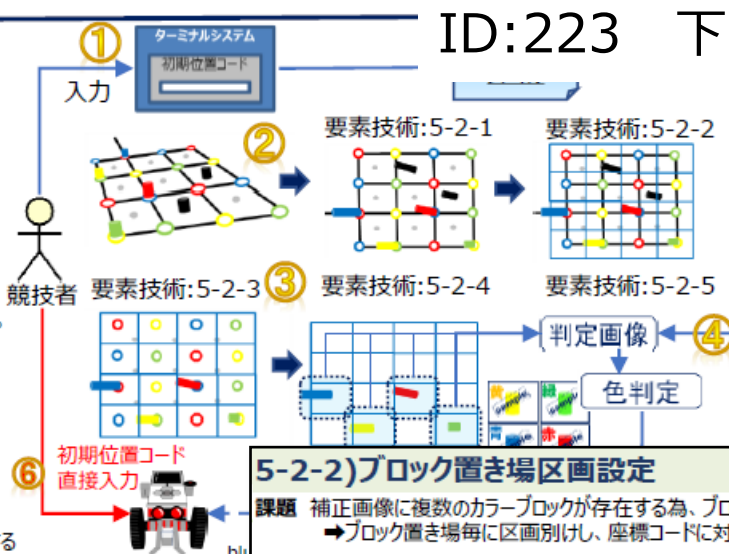 ID:223 下
①
ターミナルシステム
初期位置コード
入力
②
要素技術:5-2-1
要素技術:5-2-2
競技者
要素技術:5-2-3
③
要素技術:5-2-4
要素技術:5-2-5
判定画像
④
色判定
黄
緑
青
赤
sample
sample
⑥
初期位置コード
直接入力
5-2-2)ブロック置き場区画設定
課題 補正画像に複数のカラーブロックが存在する為、ブロ
➡ブロック置き場毎に区画別けし、座標コードに対
る